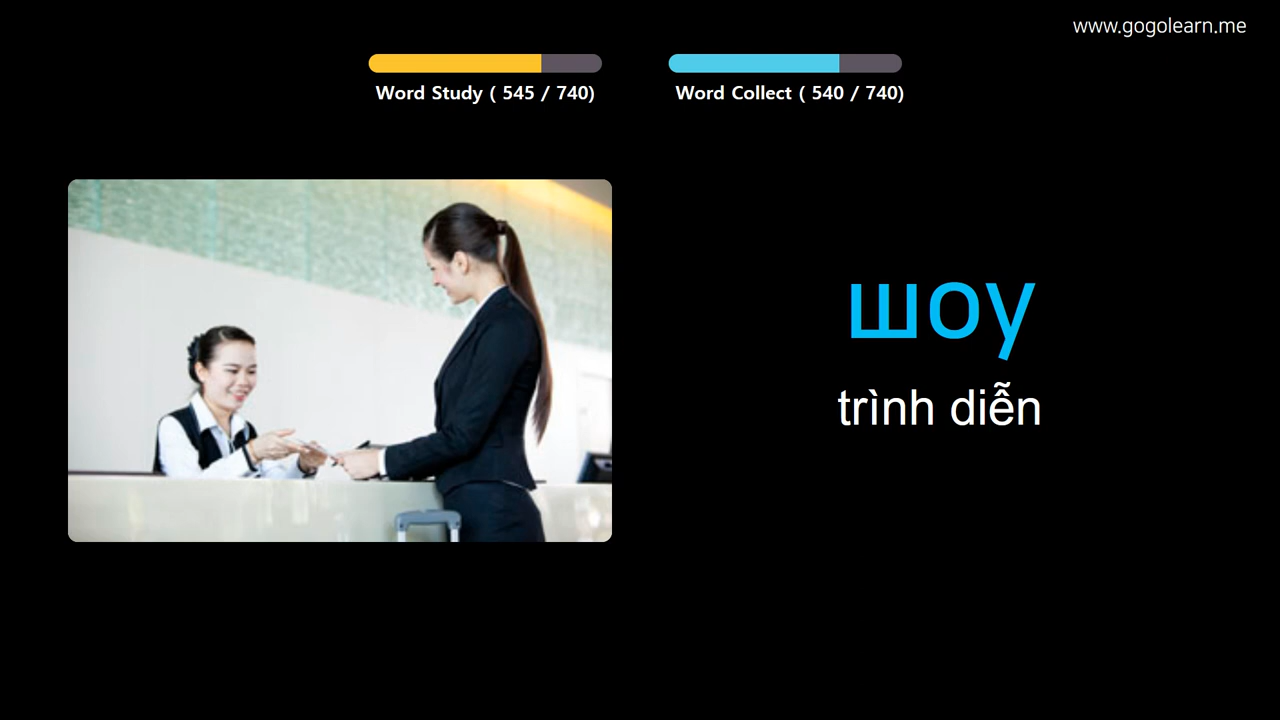 www.gogolearn.me
Word Study ( 545 / 740)
Word Collect ( 540 / 740)
шоу
trình diễn